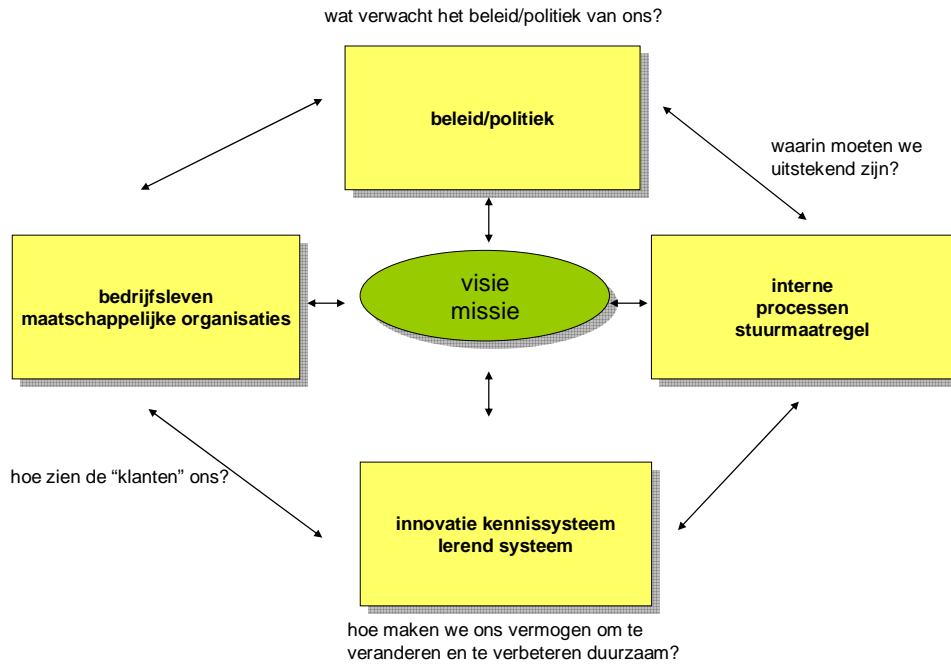 wat verwacht het beleid/politiek van ons?
beleid/politiek
waarin moeten we
uitstekend zijn?
bedrijfsleven
maatschappelijke organisaties
visie
missie
interne
processen
stuurmaatregel
hoe zien de “klanten” ons?
innovatie kennissysteem
lerend systeem
hoe maken we ons vermogen om te
veranderen en te verbeteren duurzaam?